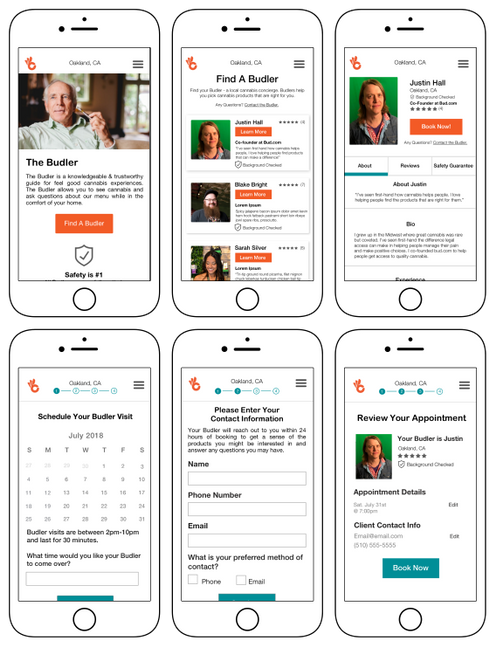 Oakland, CA
The Budler
The Budler is a knowledgeable & trustworthy
guide for feel good cannabis experiences.
The Budler allows you to see cannabis and
ask questions about our menu while in the
comfort of your home.
Find A Budler
Safety is #1
Oakland, CA
Find A Budler
Find your Budler - a local cannabis concierge. Budlers help
you pick cannabis products that are right for you.
Any Questions? Contact the Budler.
Justin Hall
Learn More
Co-Founder at Bud.com
"I've seen first-hand how cannabis helps
people. I love helping people find products
that can make a difference"
Background Checked
Blake Bright
Learn More
Lorem Ipsum
Background Checked
Sarah Silver
Learn More
Lorem Ipsum
Oakland, CA
Justin Hall
Oakland, CA
Background Checked
Co-Founder at Bud.com
Book Now!
Any Questions? Contact the Budler.
About
Reviews
Safety Guarantee
About Justin
"I've seen first-hand how cannabis helps people. I love
helping people find the products that are right for them."
Bio
I grew up in the Midwest where great cannabis was rare
but coveted. I've seen first-hand the difference legal
access can make in helping people manage their pain
and make positive choices. I co-founded bud.com to help
people get access to quality cannabis.
Experience
Oakland, CA
1 2 3 4
Schedule Your Budler Visit
July 2018
S M T W T F S
27 28 29 30 1 2 3
4 5 6 7 8 9 10
11 12 13 14 15 16 17
18 19 20 21 22 23 24
25 26 27 28 29 30 31
Budler visits are between 2pm-10pm
and last for 30 minutes.
What time would you like your Budler
to come over?
Oakland, CA
1 2 3 4
Please Enter Your
Contact Information
Your Budler will reach out to you within 24
hours of booking to get a sense of the
products you might be interested in and
answer any questions you may have.
Name
Phone Number
Email
What is your preferred method of
contact?
Phone
Email
Oakland, CA
1 2 3 4
Review Your Appointment
Your Budler is Justin
Background Checked
Appointment Details
Sat. July 31st
Edit
@ 7:00pm
Client Contact Info
Email@email.com
Edit
(510) 555-5555
Book Now